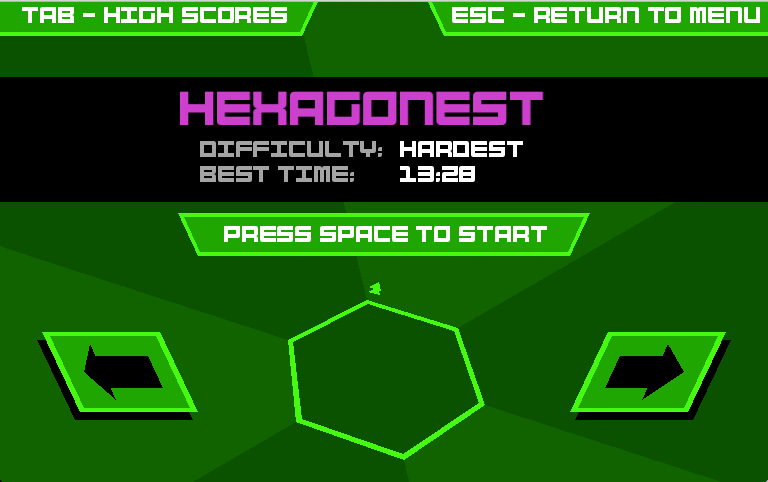 TAB - HIGH SCORES
ESC - RETURN TO MENU
HEXAGONEST
DIFFICULTY: HARDEST
BEST TIME: 13:28
PRESS SPACE TO START